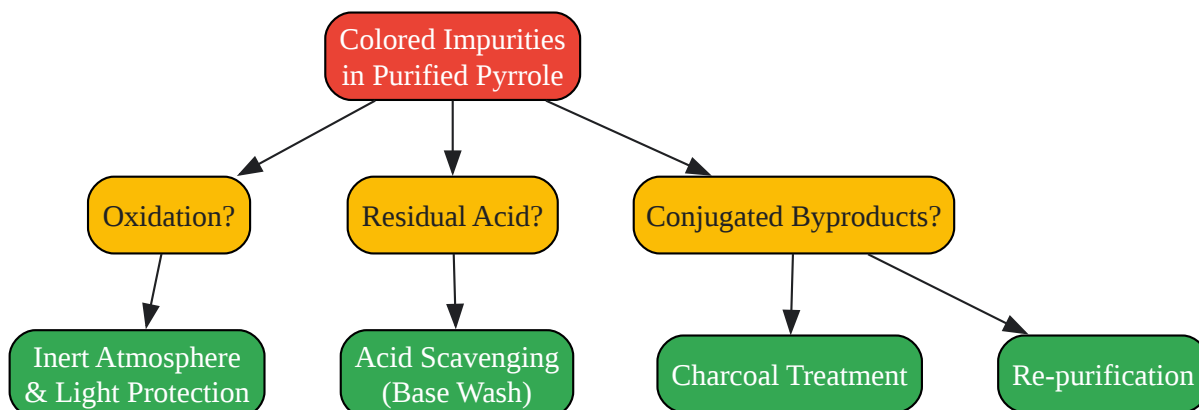 Colored Impurities
in Purified Pyrrole
Oxidation?
Residual Acid?
Conjugated Byproducts?
Inert Atmosphere
& Light Protection
Acid Scavenging
(Base Wash)
Charcoal Treatment
Re-purification